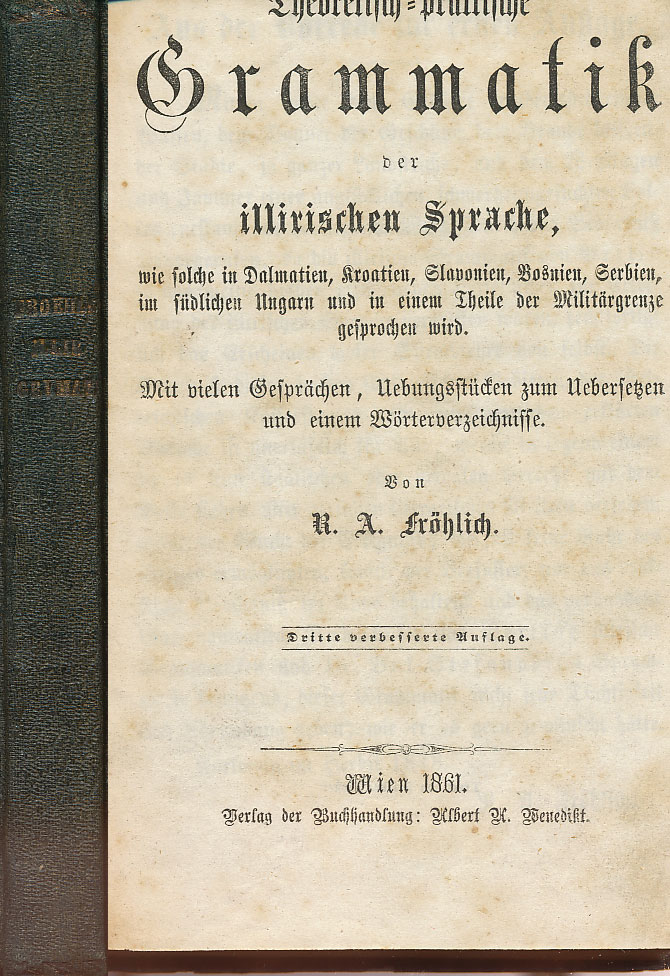 Theoretisch-praktische
Grammatik
der
illirischen Sprache,
wie solche in Dalmatien, Kroatien, Slavonien, Bosnien, Serbien,
im südlichen Ungarn und in einem Theile der Militärgrenze
gesprochen wird.
Mit vielen Gesprächen, Uebungsstücken zum Uebersetzen
und einem Wörterverzeichnisse.
Von
R. A. Fröhlich.
Dritte verbesserte Auflage.
Wien 1861.
Verlag der Buchhandlung: Albert A. Wenedikt.